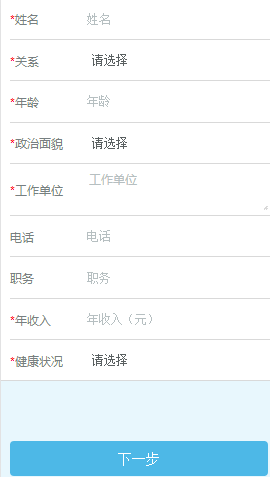 *姓名 姓名
*关系 请选择
*年龄 年龄
*政治面貌 请选择
*工作单位 工作单位
电话 电话
职务 职务
*年收入 年收入（元）
*健康状况 请选择
下一步